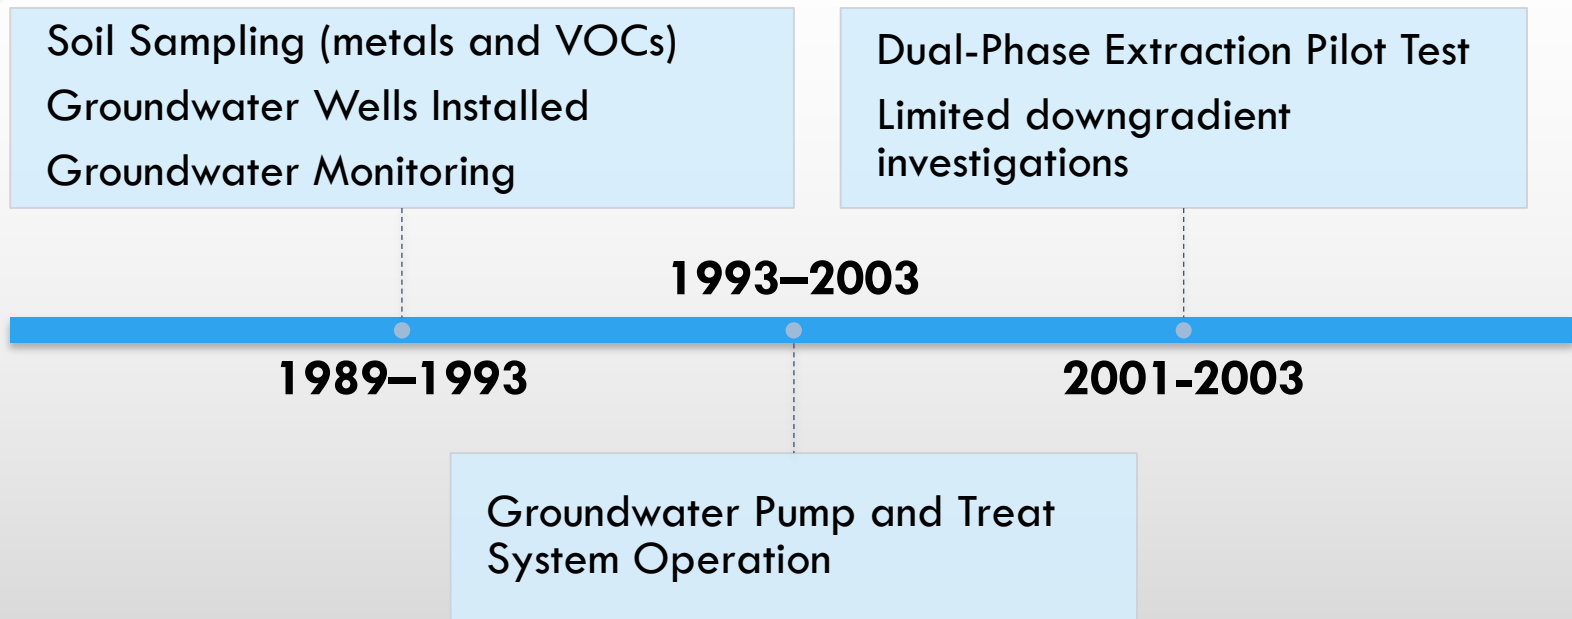 Soil Sampling (metals and VOCs)
Groundwater Wells Installed
Groundwater Monitoring
Dual-Phase Extraction Pilot Test
Limited downgradient
investigations
1993–2003
1989–1993
2001-2003
Groundwater Pump and Treat
System Operation